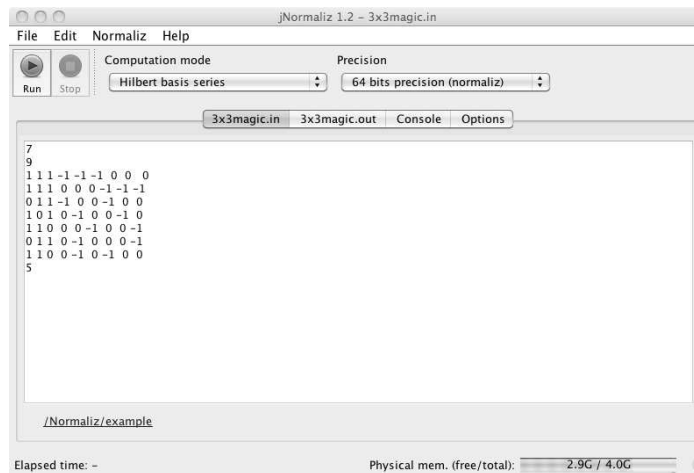 jNormaliz 1.2 – 3x3magic.in
File Edit Normaliz Help
Run Stop
Computation mode
Hilbert basis series
Precision
64 bits precision (normaliz)
3x3magic.in 3x3magic.out Console Options
7
9
1 1 1 -1 -1 -1 0 0 0
1 1 1 0 0 0 -1 -1 -1
0 1 1 -1 0 0 -1 0 0
1 0 1 0 -1 0 0 -1 0
1 1 0 0 0 -1 0 0 -1
0 1 1 0 -1 0 0 0 -1
1 1 0 0 -1 0 -1 0 0
5
/Normaliz/example
Elapsed time: –
Physical mem. (free/total): 2.9G / 4.0G